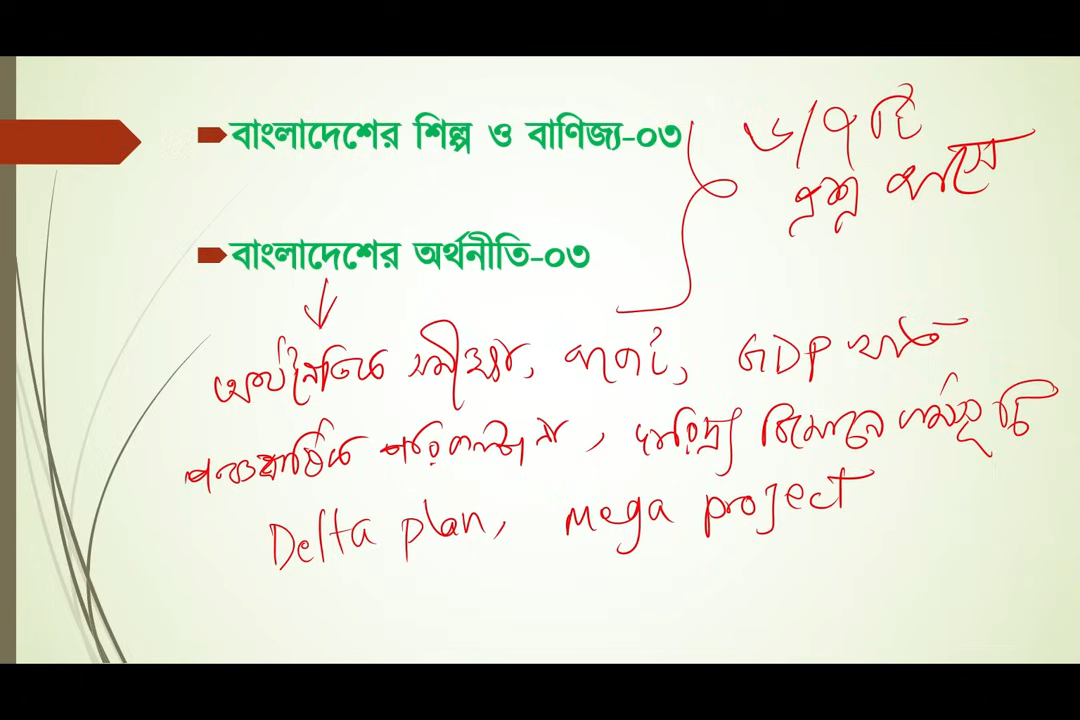 বাংলাদেশের শিল্প ও বাণিজ্য-০৩
৬/৭ টি
প্রশ্ন আসে
বাংলাদেশের অর্থনীতি-০৩
অর্থনৈতিক সমীক্ষা, বাজেট, GDP খাত
পঞ্চবার্ষিক পরিকল্পনা, দারিদ্র্য বিমোচন কর্মসূচি
Delta plan, Mega project